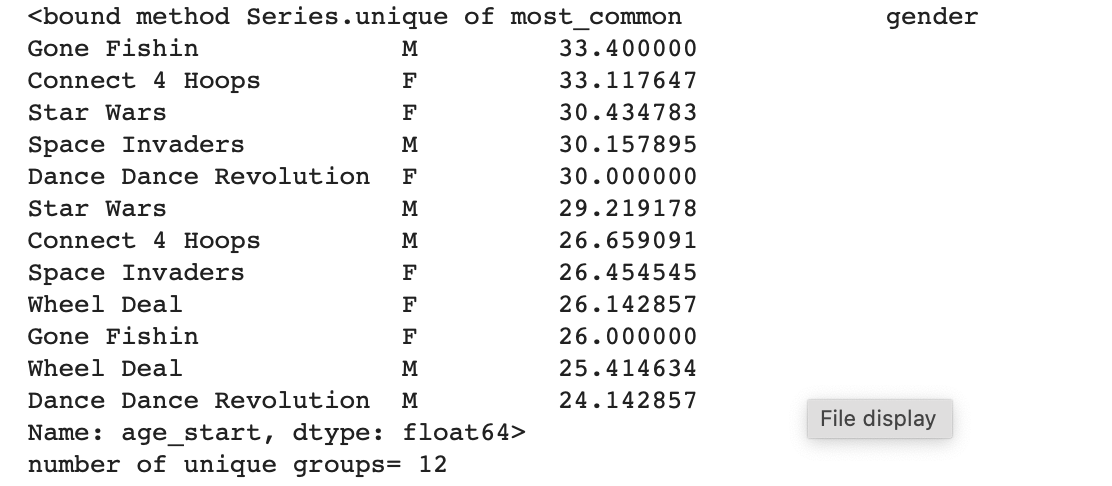 <bound method Series.unique of most_common             gender
Gone Fishin             M         33.400000
Connect 4 Hoops         F         33.117647
Star Wars               F         30.434783
Space Invaders          M         30.157895
Dance Dance Revolution  F         30.000000
Star Wars               M         29.219178
Connect 4 Hoops         M         26.659091
Space Invaders          F         26.454545
Wheel Deal              F         26.142857
Gone Fishin             F         26.000000
Wheel Deal              M         25.414634
Dance Dance Revolution  M         24.142857
File display
Name: age_start, dtype: float64>
number of unique groups= 12